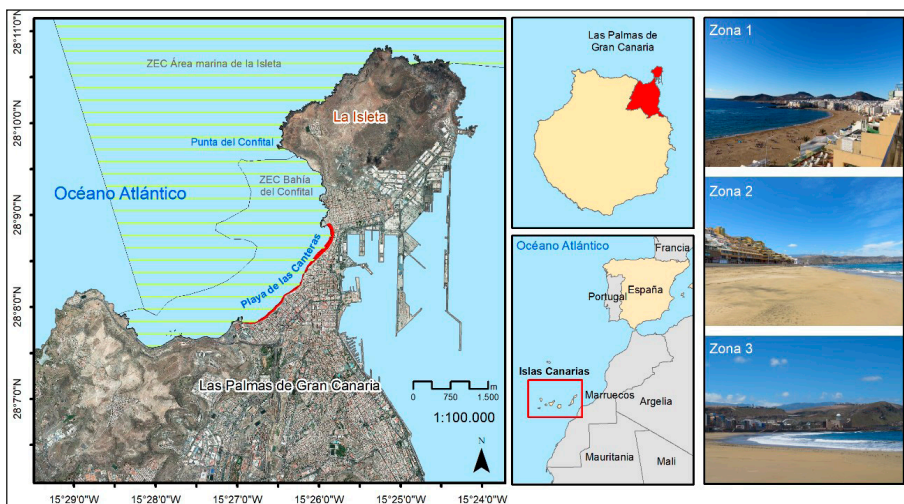 28°11'0"N
28°10'0"N
28°9'0"N
28°8'0"N
28°7'0"N
15°29'0"W
15°28'0"W
15°27'0"W
15°26'0"W
15°25'0"W
15°24'0"W
ZEC Área marina de la Isleta
La Isleta
Punta del Confital
ZEC Bahía
del Confital
Océano Atlántico
Playa de las Canteras
Las Palmas de Gran Canaria
0 750 1.500
m
1:100.000
N
Las Palmas de
Gran Canaria
Océano Atlántico
Francia
España
Portugal
Islas Canarias
Marruecos
Argelia
Mauritania
Mali
Zona 1
Zona 2
Zona 3